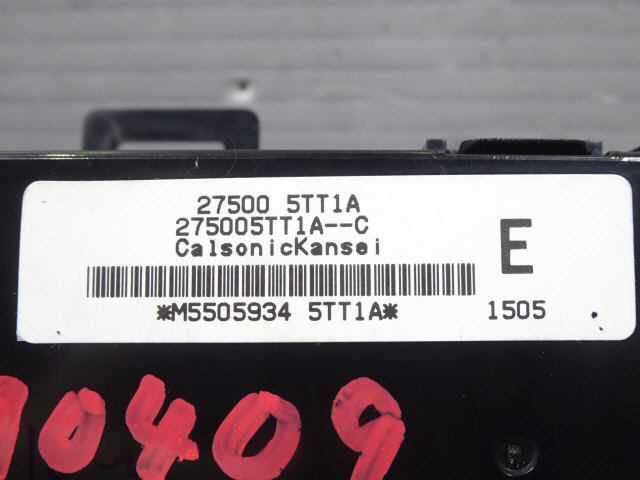 27500 5TT1A
275005TT1A--C
CalsonicKansei
E
*M5505934 5TT1A*
1505
0409